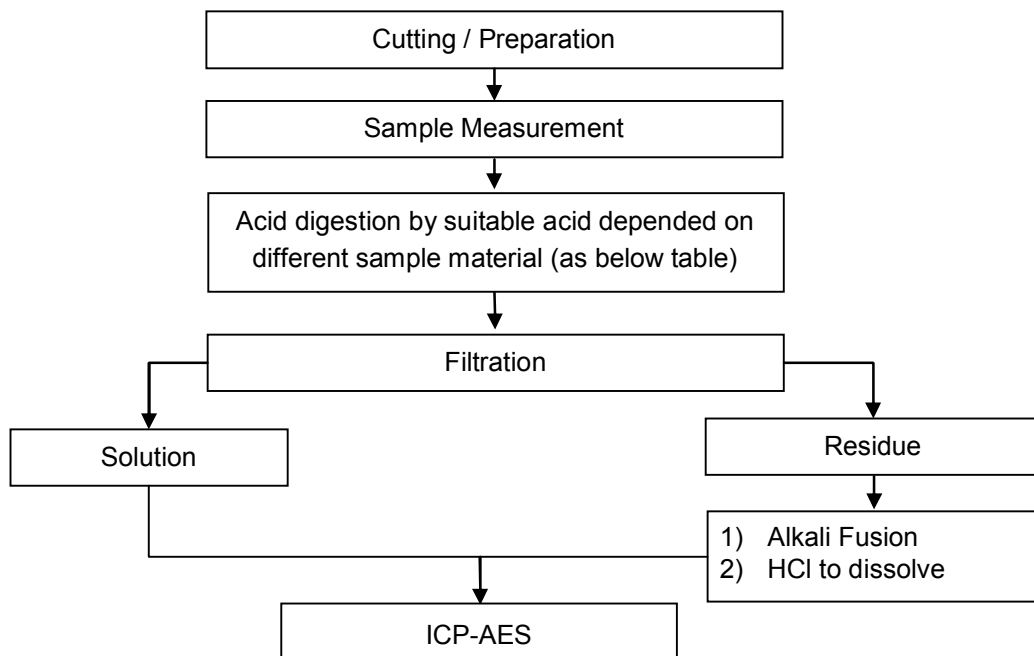 Cutting / Preparation
Sample Measurement
Acid digestion by suitable acid depended on
different sample material (as below table)
Filtration
Solution
Residue
1) Alkali Fusion
2) HCl to dissolve
ICP-AES